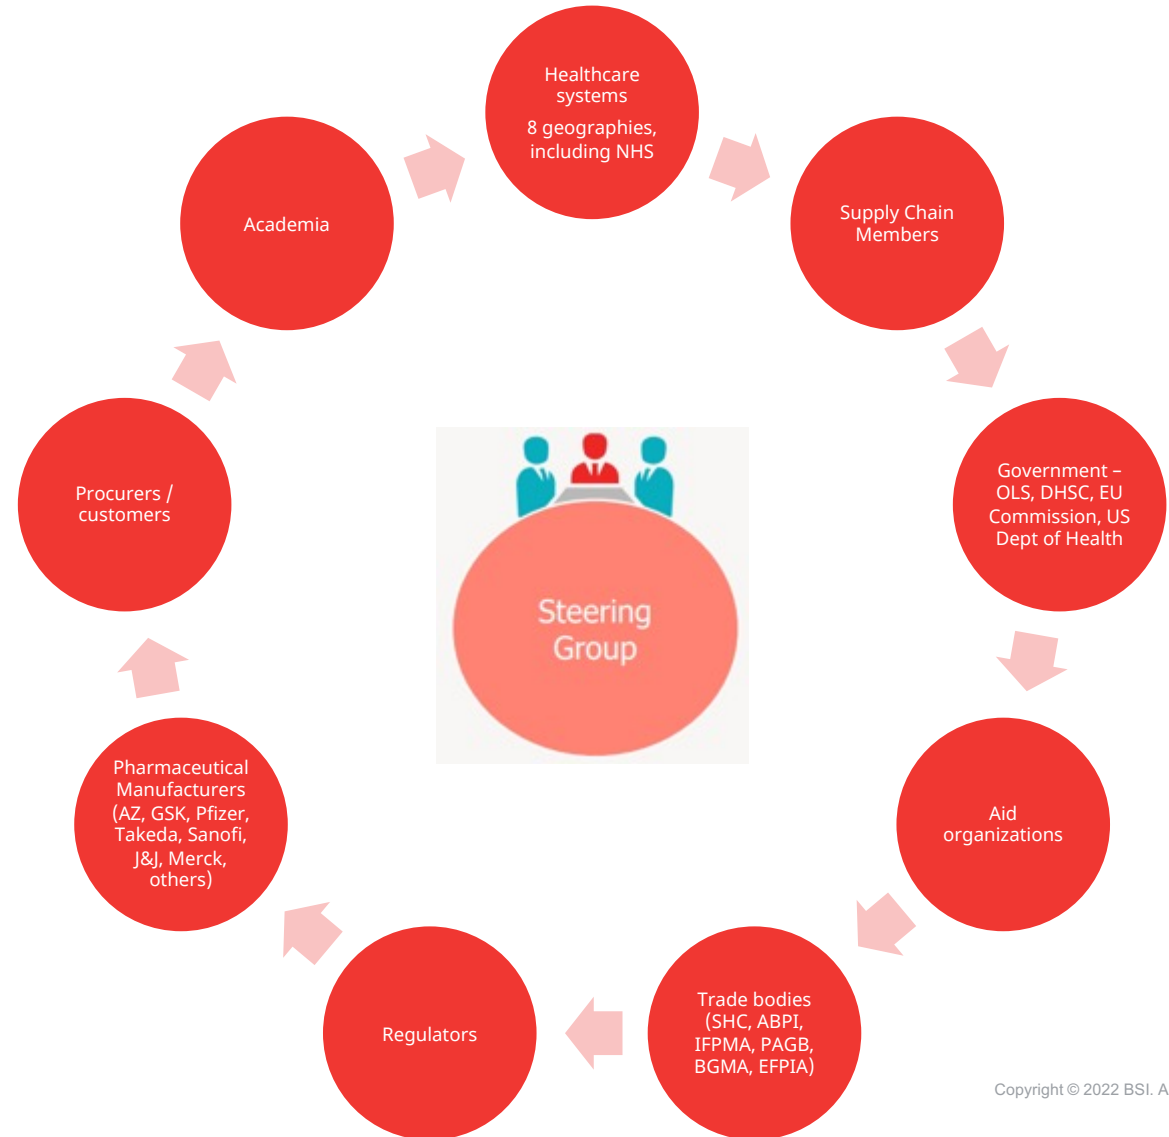 Healthcare
systems
8 geographies,
including NHS
Supply Chain
Members
Government –
OLS, DHSC, EU
Commission, US
Dept of Health
Aid
organizations
Trade bodies
(SHC, ABPI,
IFPMA, PAGB,
BGMA, EFPIA)
Regulators
Pharmaceutical
Manufacturers
(AZ, GSK, Pfizer,
Takeda, Sanofi,
J&J, Merck,
others)
Procurers /
customers
Academia
Steering
Group
Copyright © 2022 BSI. A